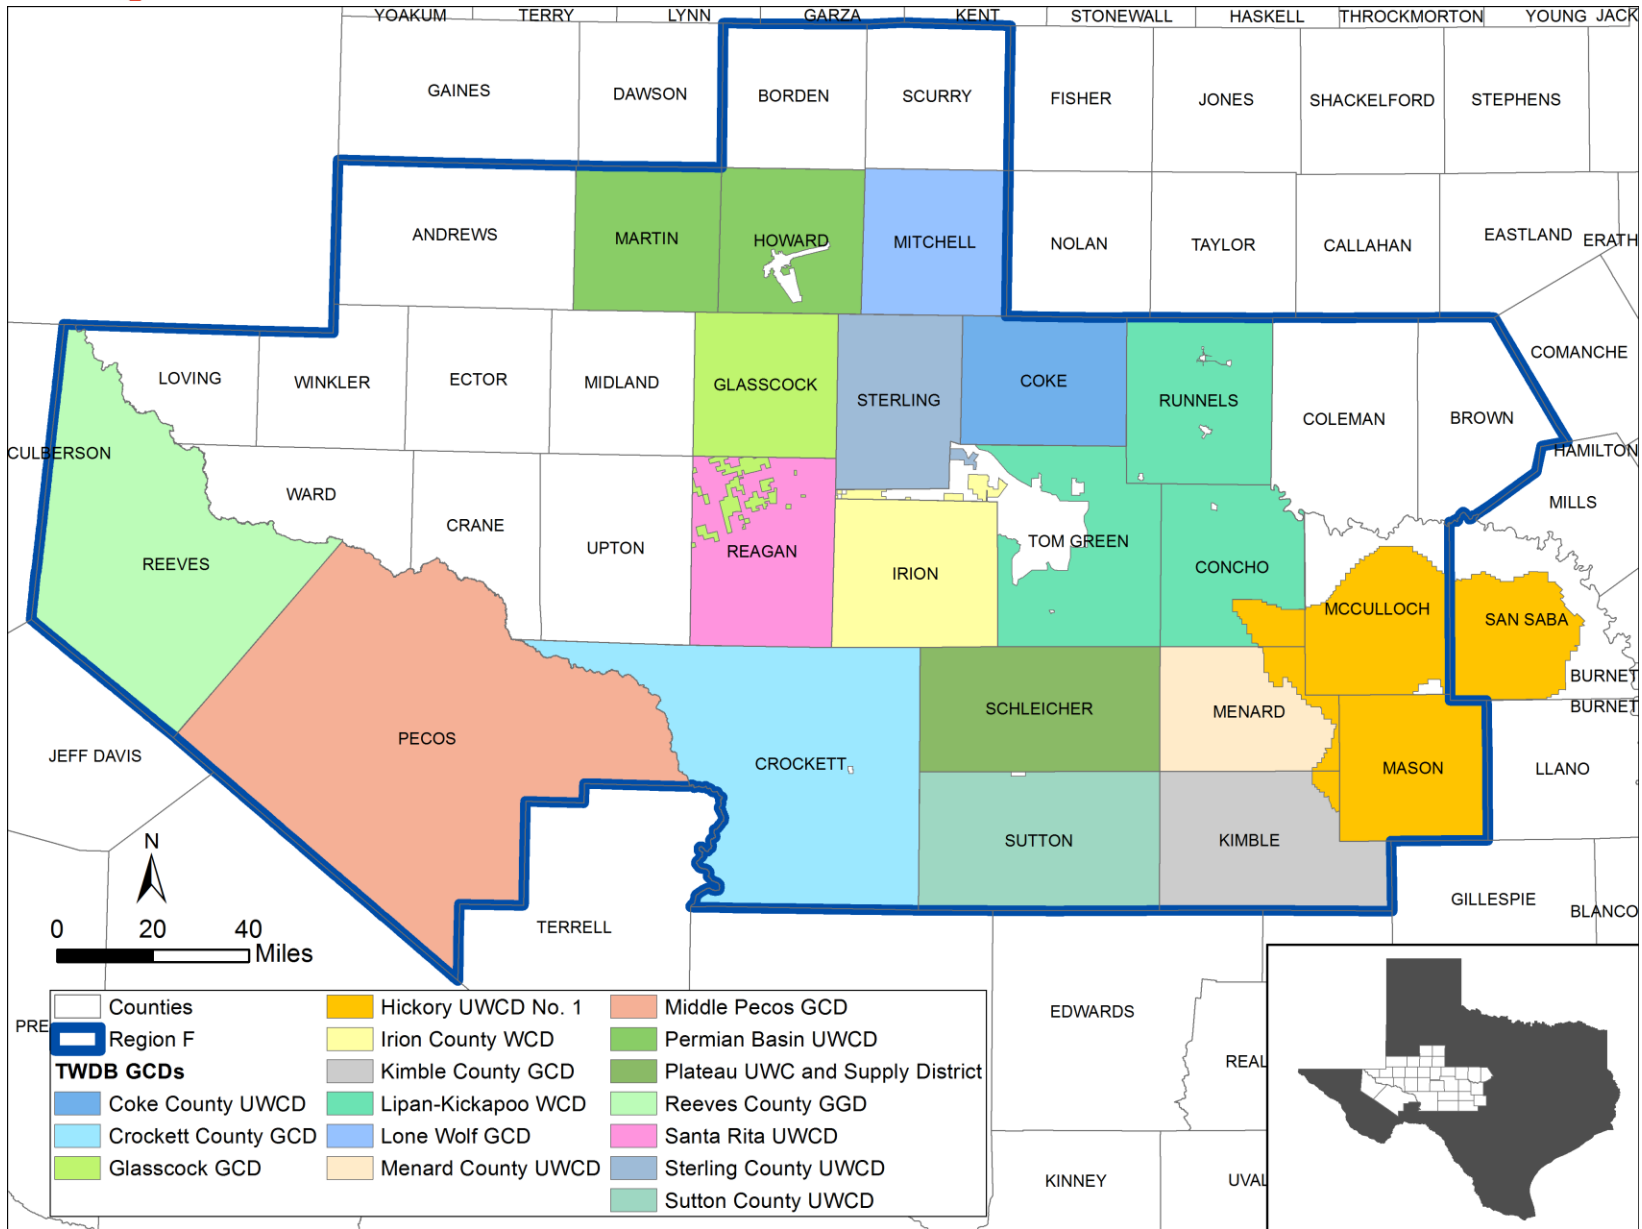 YOAKUM TERRY LYNN GARZA KENT STONEWALL HASKELL THROCKMORTON YOUNG JACK
GAINES DAWSON BORDEN SCURRY FISHER JONES SHACKELFORD STEPHENS
ANDREWS MARTIN HOWARD MITCHELL NOLAN TAYLOR CALLAHAN EASTLAND ERATH
LOVING WINKLER ECTOR MIDLAND GLASSCOCK STERLING COKE RUNNELS COLEMAN BROWN COMANCHE
CULBERSON HAMILTON
WARD CRANE UPTON REAGAN IRION TOM GREEN CONCHO MILLS
REEVES MCCULLOCH SAN SABA
BURNET
BURNET
JEFF DAVIS PECOS CROCKETT SCHLEICHER MENARD MASON LLANO
SUTTON KIMBLE
TERRELL GILLESPIE BLANCO
N
0 20 40
Miles
EDWARDS
PRE
REAL
KINNEY UVAL
Counties
Region F
TWDB GCDs
Coke County UWCD
Crockett County GCD
Glasscock GCD
Hickory UWCD No. 1
Irion County WCD
Kimble County GCD
Lipan-Kickapoo WCD
Lone Wolf GCD
Menard County UWCD
Middle Pecos GCD
Permian Basin UWCD
Plateau UWC and Supply District
Reeves County GGD
Santa Rita UWCD
Sterling County UWCD
Sutton County UWCD